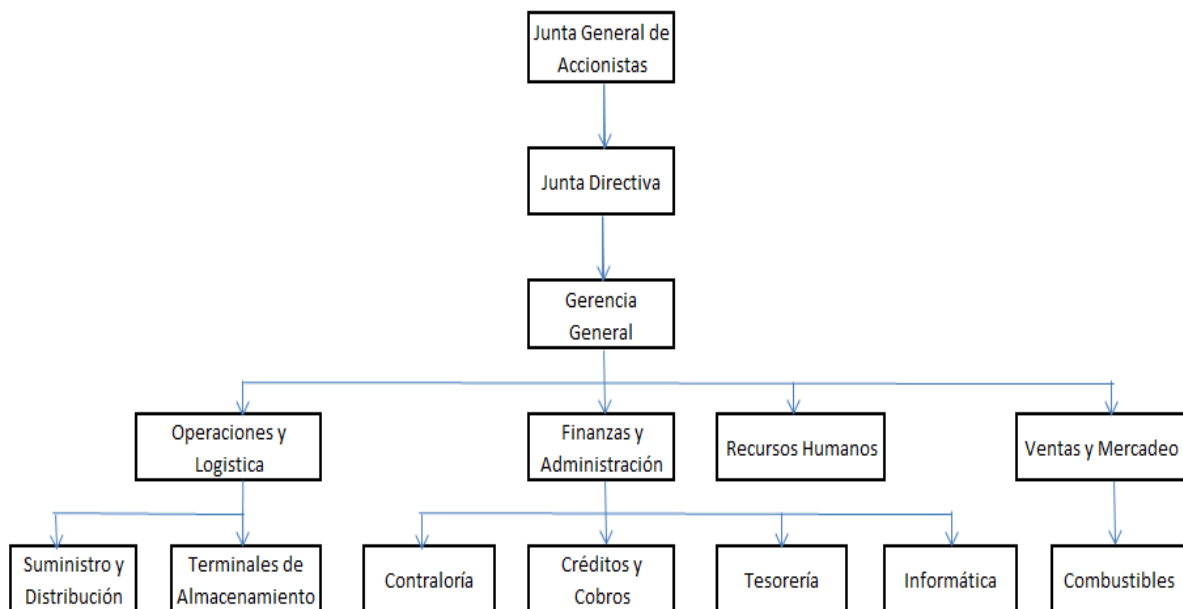 Junta General de
Accionistas
Junta Directiva
Gerencia
General
Operaciones y
Logistica
Finanzas y
Administración
Recursos Humanos
Ventas y Mercadeo
Suministro y
Distribución
Terminales de
Almacenamiento
Contraloría
Créditos y
Cobros
Tesorería
Informática
Combustibles